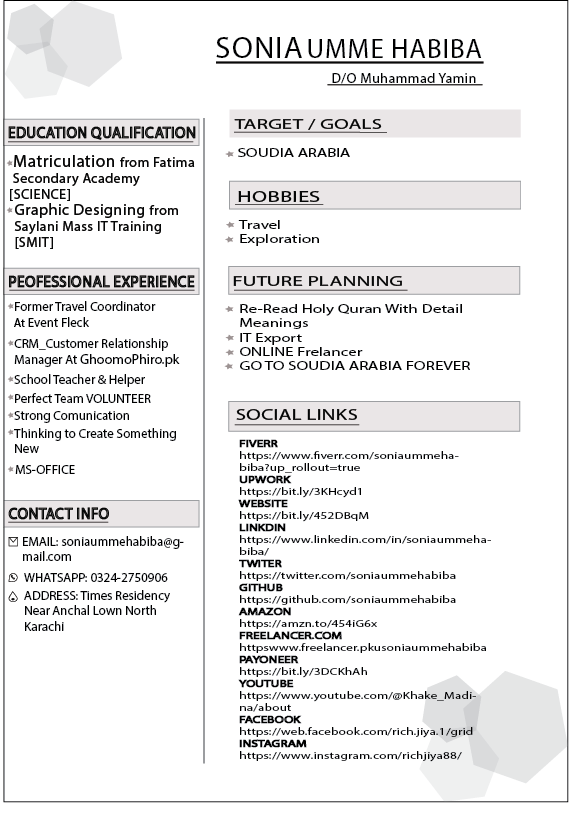 SONIA UMME HABIBA
D/O Muhammad Yamin
EDUCATION QUALIFICATION
Matriculation from Fatima
Secondary Academy
[SCIENCE]
Graphic Designing from
Saylani Mass IT Training
[SMIT]
PEOFESSIONAL EXPERIENCE
Former Travel Coordinator
At Event Fleck
CRM_Customer Relationship
Manager At GhoomoPhiro.pk
School Teacher & Helper
Perfect Team VOLUNTEER
Strong Comunication
Thinking to Create Something
New
MS-OFFICE
CONTACT INFO
EMAIL: soniaummehabiba@g-
mail.com
WHATSAPP: 0324-2750906
ADDRESS: Times Residency
Near Anchal Lown North
Karachi
TARGET / GOALS
SOUDIA ARABIA
HOBBIES
Travel
Exploration
FUTURE PLANNING
Re-Read Holy Quran With Detail
Meanings
IT Export
ONLINE Frelancer
GO TO SOUDIA ARABIA FOREVER
SOCIAL LINKS
FIVERR
https://www.fiverr.com/soniaummeha-
biba?up_rollout=true
UPWORK
https://bit.ly/3KHcyd1
WEBSITE
https://bit.ly/452DBqM
LINKDIN
https://www.linkedin.com/in/soniaummeha-
biba/
TWITER
https://twitter.com/soniaummehabiba
GITHUB
https://github.com/soniaummehabiba
AMAZON
https://amzn.to/454iG6x
FREELANCER.COM
httpswww.freelancer.pkusoniaummehabiba
PAYONEER
https://bit.ly/3DCKhAh
YOUTUBE
https://www.youtube.com/@Khake_Madi-
na/about
FACEBOOK
https://web.facebook.com/rich.jiya.1/grid
INSTAGRAM
https://www.instagram.com/richjiya88/